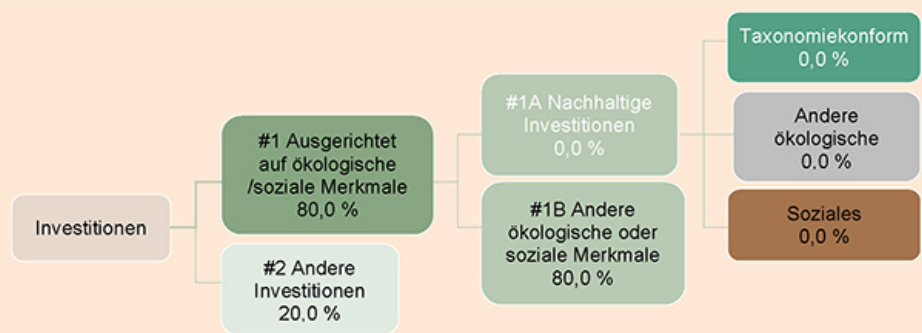 Investitionen
#1 Ausgerichtet
auf ökologische
/soziale Merkmale
80,0 %
#2 Andere
Investitionen
20,0 %
#1A Nachhaltige
Investitionen
0,0 %
#1B Andere
ökologische oder
soziale Merkmale
80,0 %
Taxonomiekonform
0,0 %
Andere
ökologische
0,0 %
Soziales
0,0 %